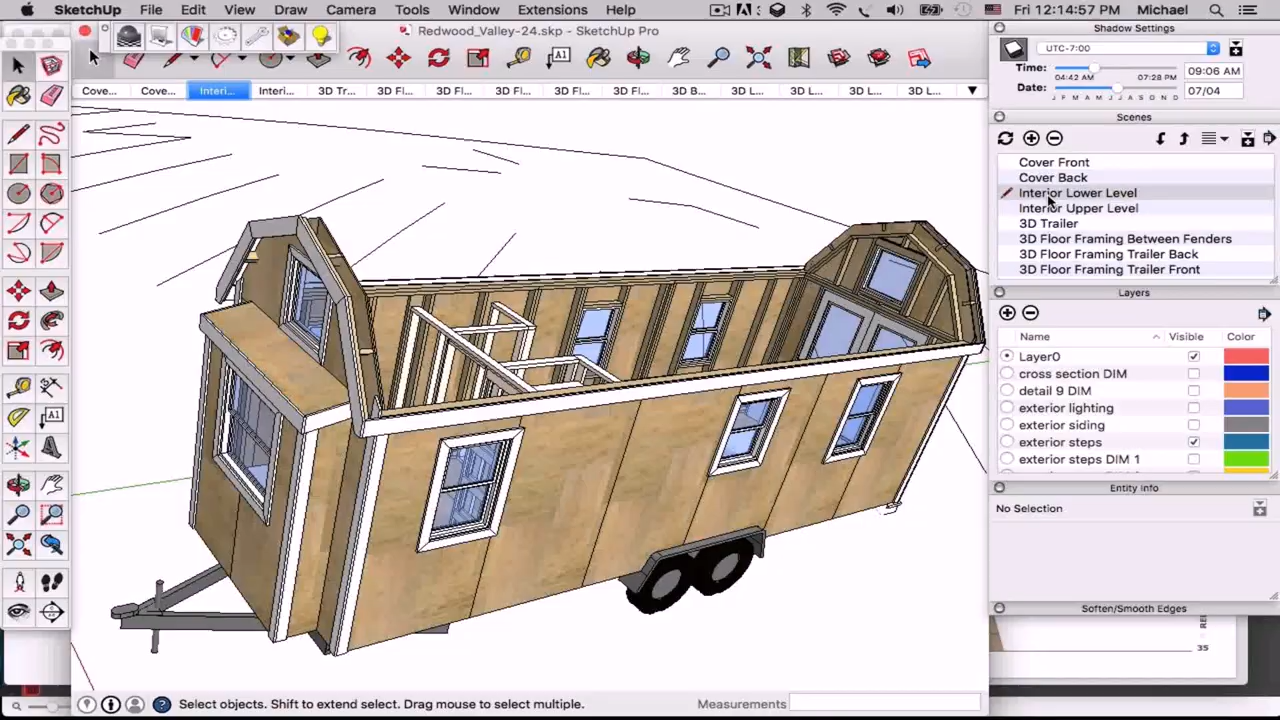 SketchUp File Edit View Draw Camera Tools Window Extensions Help Fri 12:14:57 PM Michael
Redwood_Valley-24.skp - SketchUp Pro
Cove... Cove... Interi... Interi... 3D Tr... 3D Fl... 3D Fl... 3D Fl... 3D Fl... 3D Fl... 3D B... 3D L... 3D L... 3D L... 3D L...
Shadow Settings
UTC-7:00
Time: 04:42 AM 07:28 PM 09:06 AM
Date: J F M A M J J A S O N D 07/04
Scenes
Cover Front
Cover Back
Interior Lower Level
Interior Upper Level
3D Trailer
3D Floor Framing Between Fenders
3D Floor Framing Trailer Back
3D Floor Framing Trailer Front
Layers
Name Visible Color
Layer0
cross section DIM
detail 9 DIM
exterior lighting
exterior siding
exterior steps
exterior steps DIM 1
Entity Info
No Selection
Soften/Smooth Edges
35
A1
A1
Select objects. Shift to extend select. Drag mouse to select multiple. Measurements